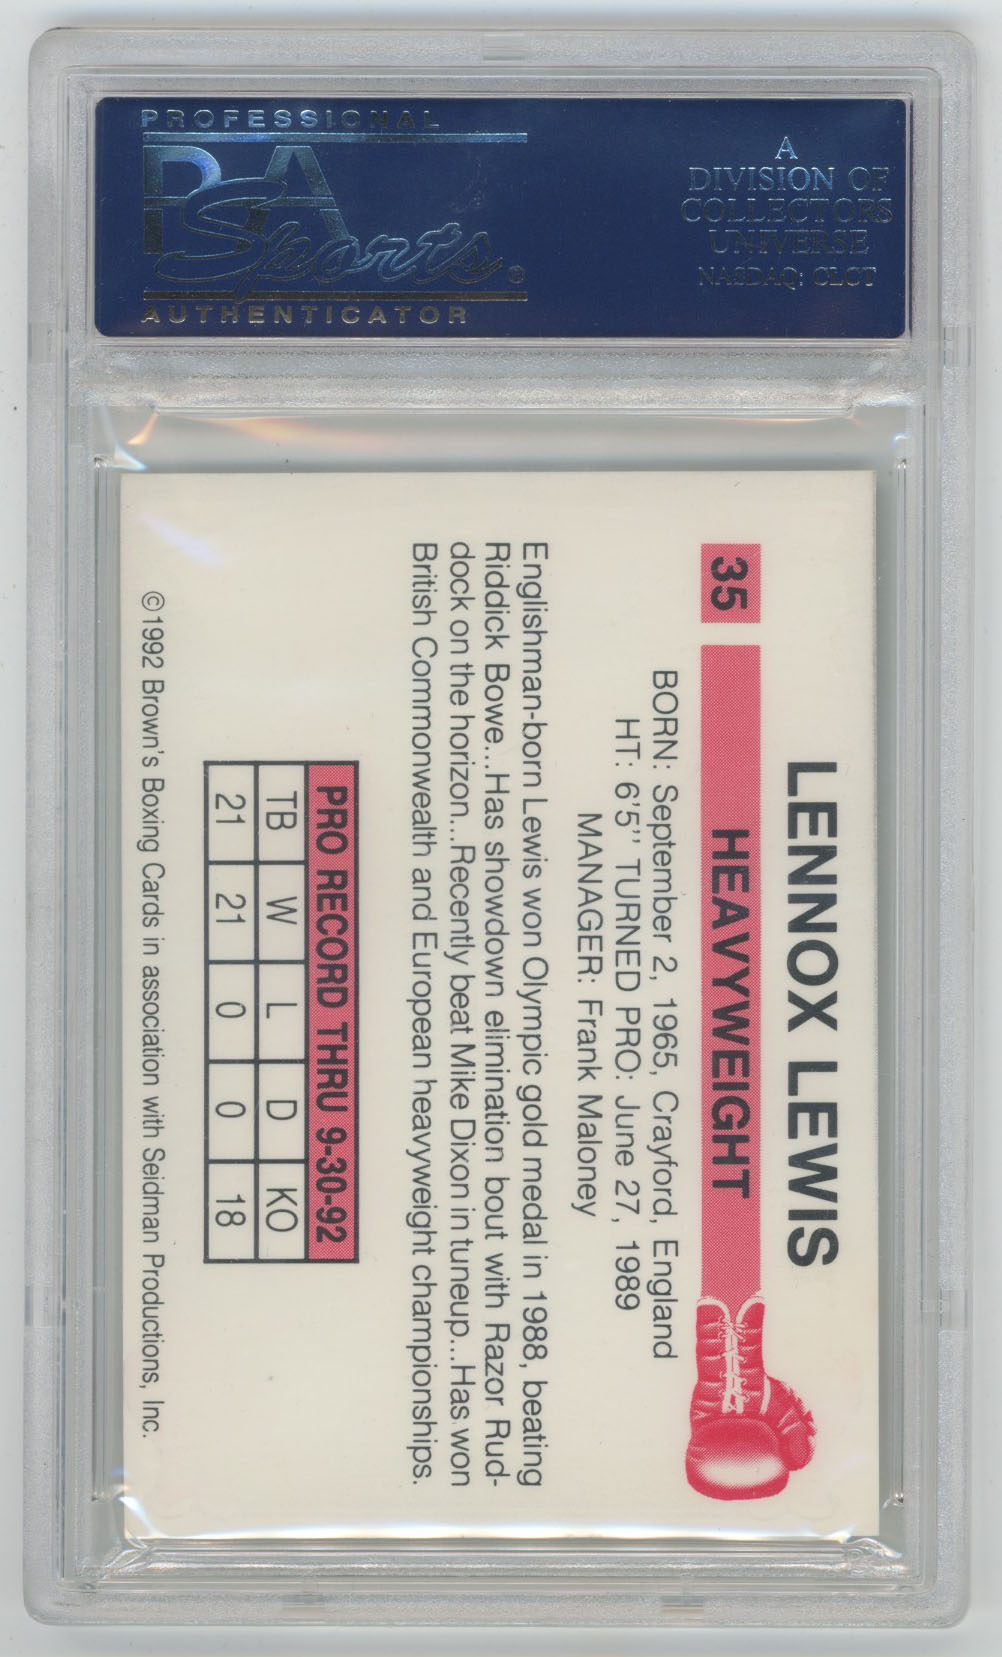 PROFESSIONAL
PSA
Sports®
AUTHENTICATOR
A
DIVISION OF
COLLECTORS
UNIVERSE
NASDAQ: CLCT
LENNOX LEWIS
35 HEAVYWEIGHT
BORN: September 2, 1965, Crayford, England
HT: 6'5'' TURNED PRO: June 27, 1989
MANAGER: Frank Maloney
Englishman-born Lewis won Olympic gold medal in 1988, beating
Riddick Bowe...Has showdown elimination bout with Razor Rud-
dock on the horizon...Recently beat Mike Dixon in tuneup...Has won
British Commonwealth and European heavyweight championships.
PRO RECORD THRU 9-30-92
TB W L D KO
21 21 0 0 18
©1992 Brown's Boxing Cards in association with Seidman Productions, Inc.